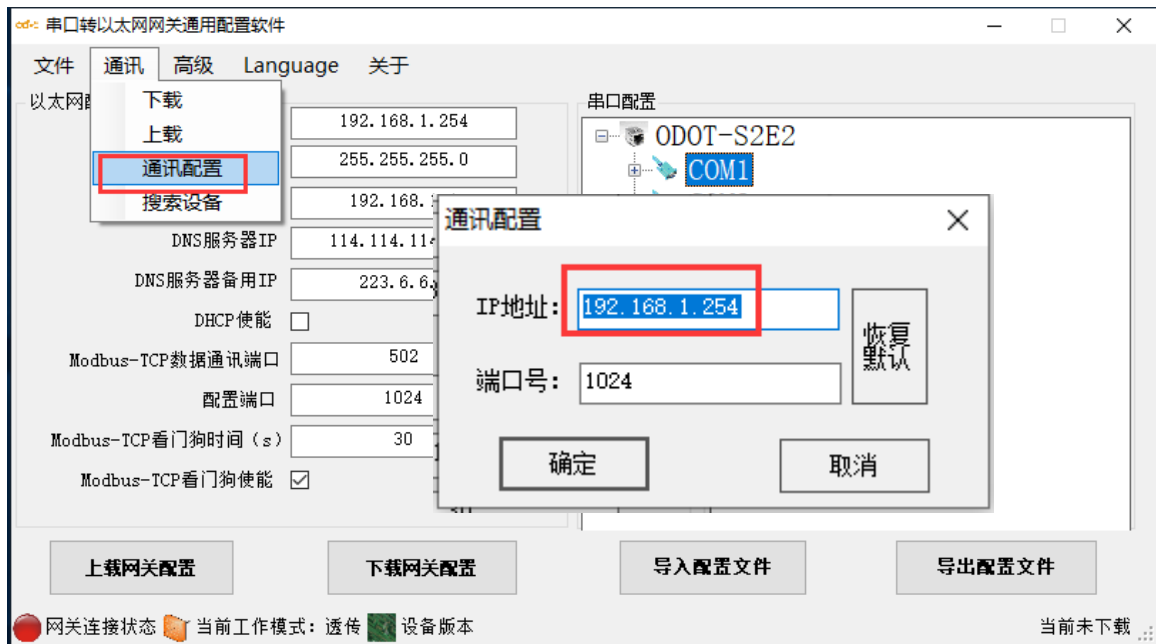 串口转以太网网关通用配置软件
文件 通讯 高级 Language 关于
下载
上载
通讯配置
搜索设备
以太网
192.168.1.254
255.255.255.0
192.168.
DNS服务器IP 114.114.11
DNS服务器备用IP 223.6.6
DHCP使能
Modbus-TCP数据通讯端口 502
配置端口 1024
Modbus-TCP看门狗时间（s） 30
Modbus-TCP看门狗使能
串口配置
ODOT-S2E2
COM1
通讯配置
IP地址： 192.168.1.254
端口号： 1024
恢复
默认
确定 取消
上载网关配置 下载网关配置 导入配置文件 导出配置文件
网关连接状态 当前工作模式：透传 设备版本 当前未下载